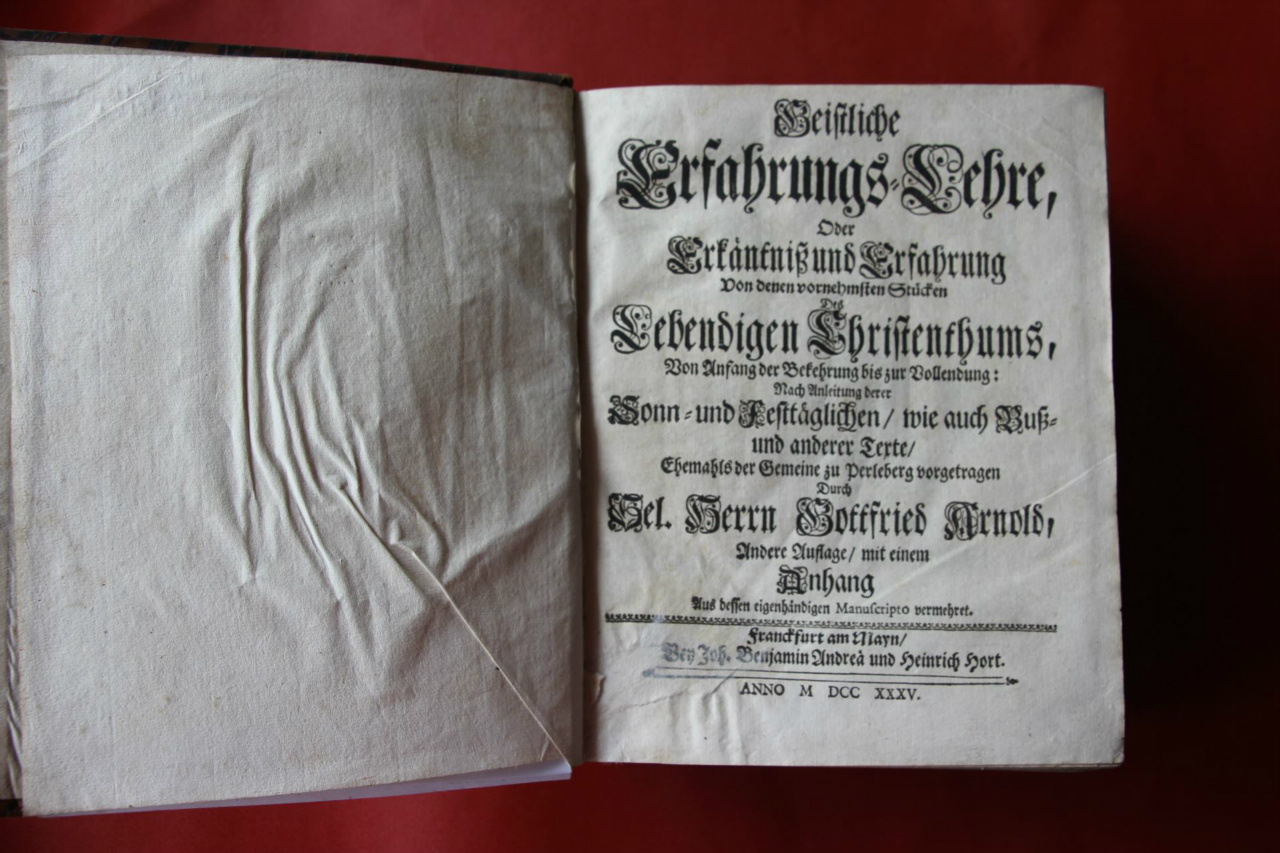 Geistliche
Erfahrungs-Lehre,
Oder
Erkäntniß und Erfahrung
Von denen vornehmsten Stücken
Des
Lebendigen Christenthums,
Von Anfang der Bekehrung bis zur Vollendung:
Nach Anleitung derer
Sonn- und Festtäglichen/ wie auch Buß-
und anderer Texte/
Ehemahls der Gemeine zu Perleberg vorgetragen
Durch
Sel. Herrn Gottfried Arnold,
Andere Auflage/ mit einem
Anhang
Aus dessen eigenhändigen Manuscripto vermehret.
Franckfurt am Mayn/
Bey Joh. Benjamin Andreä und Heinrich Hort.
ANNO M DCC XXXV.